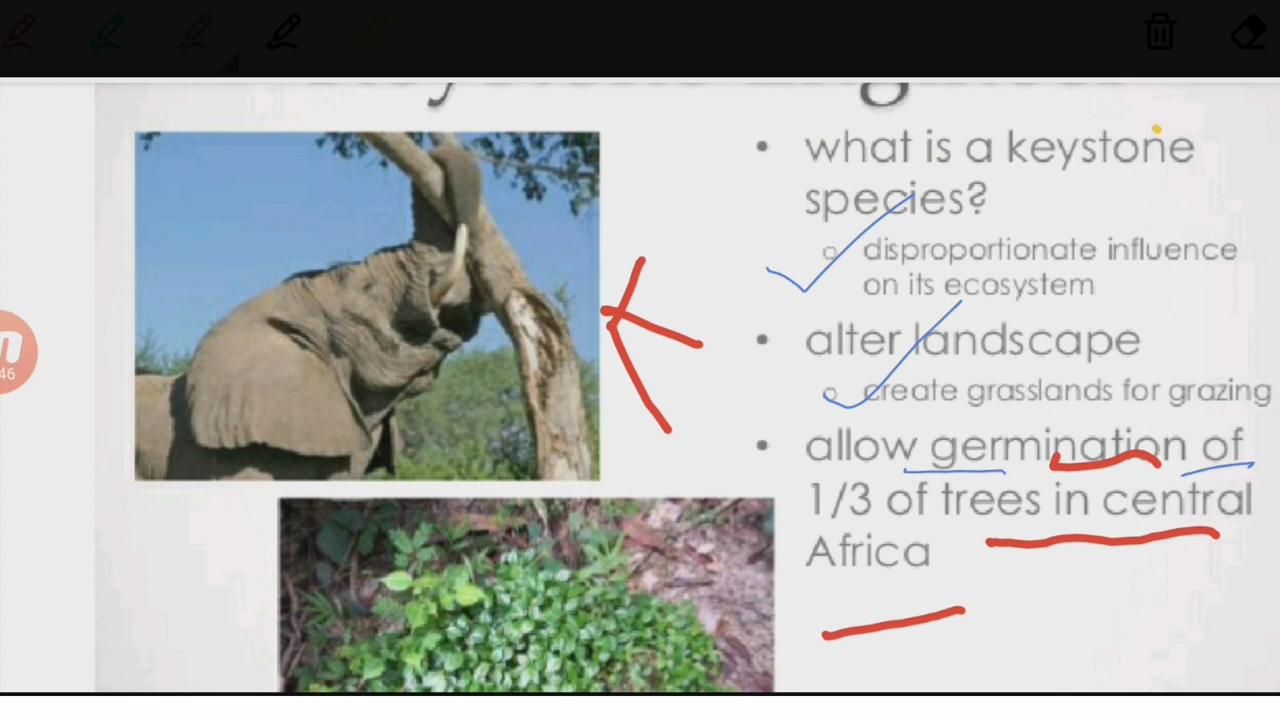 • what is a keystone
species?
o disproportionate influence
on its ecosystem
• alter landscape
o create grasslands for grazing
• allow germination of
1/3 of trees in central
Africa
46